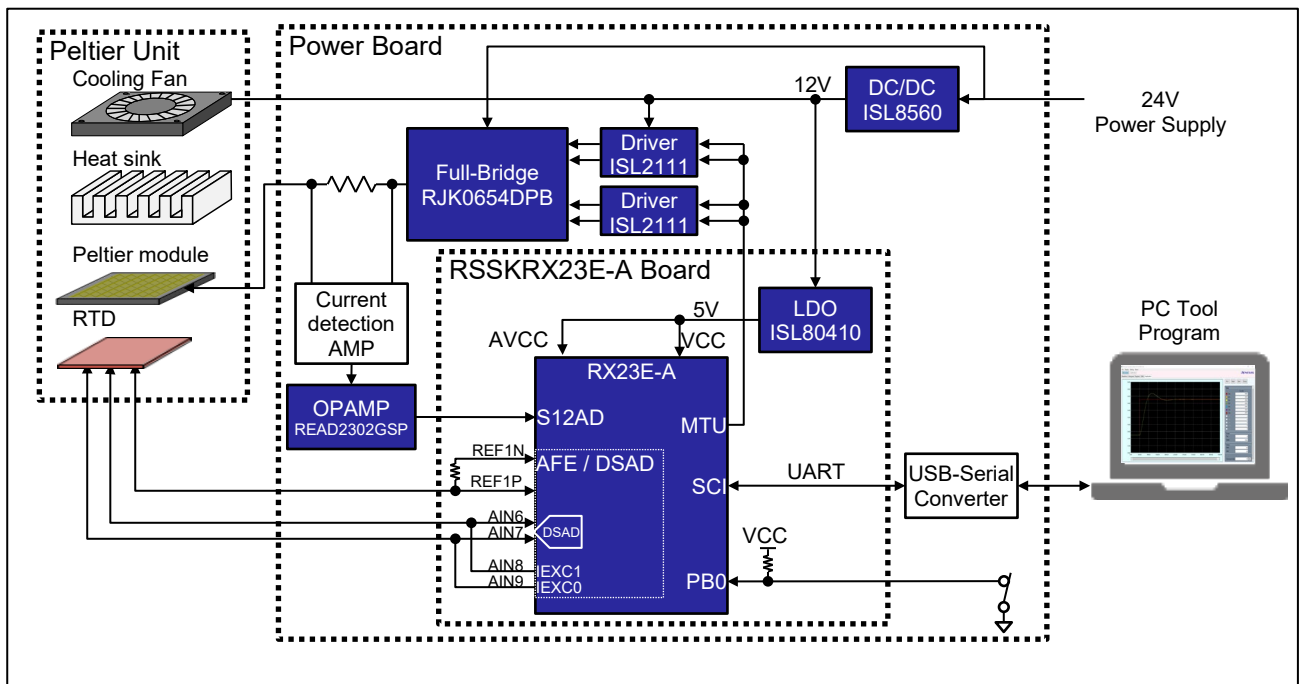 Peltier Unit
Cooling Fan
Heat sink
Peltier module
RTD
Power Board
12V
DC/DC
ISL8560
24V
Power Supply
Driver
ISL2111
Full-Bridge
RJK0654DPB
Driver
ISL2111
RSSKRX23E-A Board
Current
detection
AMP
5V
LDO
ISL80410
AVCC
VCC
PC Tool
Program
RX23E-A
OPAMP
READ2302GSP
S12AD
MTU
REF1N
AFE / DSAD
REF1P
SCI
UART
USB-Serial
Converter
AIN6
AIN7
DSAD
VCC
AIN8
IEXC1
AIN9
IEXC0
PB0